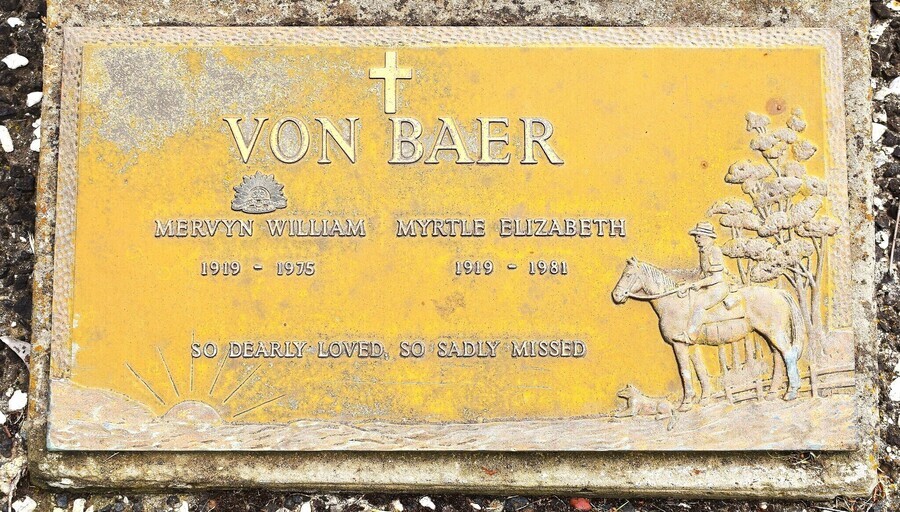 VON BAER
MERVYN WILLIAM MYRTLE ELIZABETH
1919 - 1975 1919 - 1981
SO DEARLY LOVED, SO SADLY MISSED